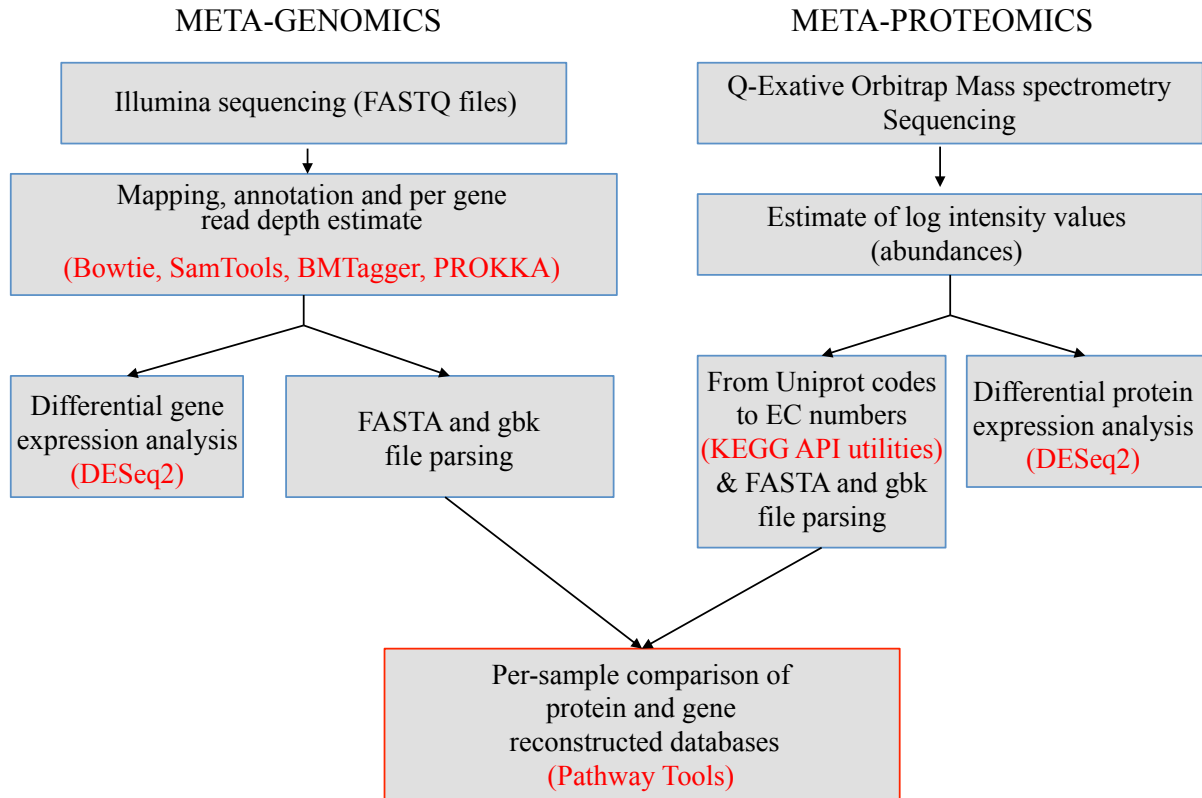 META-GENOMICS
Illumina sequencing (FASTQ files)
Mapping, annotation and per gene
read depth estimate
(Bowtie, SamTools, BMTagger, PROKKA)
Differential gene
expression analysis
(DESeq2)
FASTA and gbk
file parsing
META-PROTEOMICS
Q-Exative Orbitrap Mass spectrometry
Sequencing
Estimate of log intensity values
(abundances)
From Uniprot codes
to EC numbers
(KEGG API utilities)
& FASTA and gbk
file parsing
Differential protein
expression analysis
(DESeq2)
Per-sample comparison of
protein and gene
reconstructed databases
(Pathway Tools)